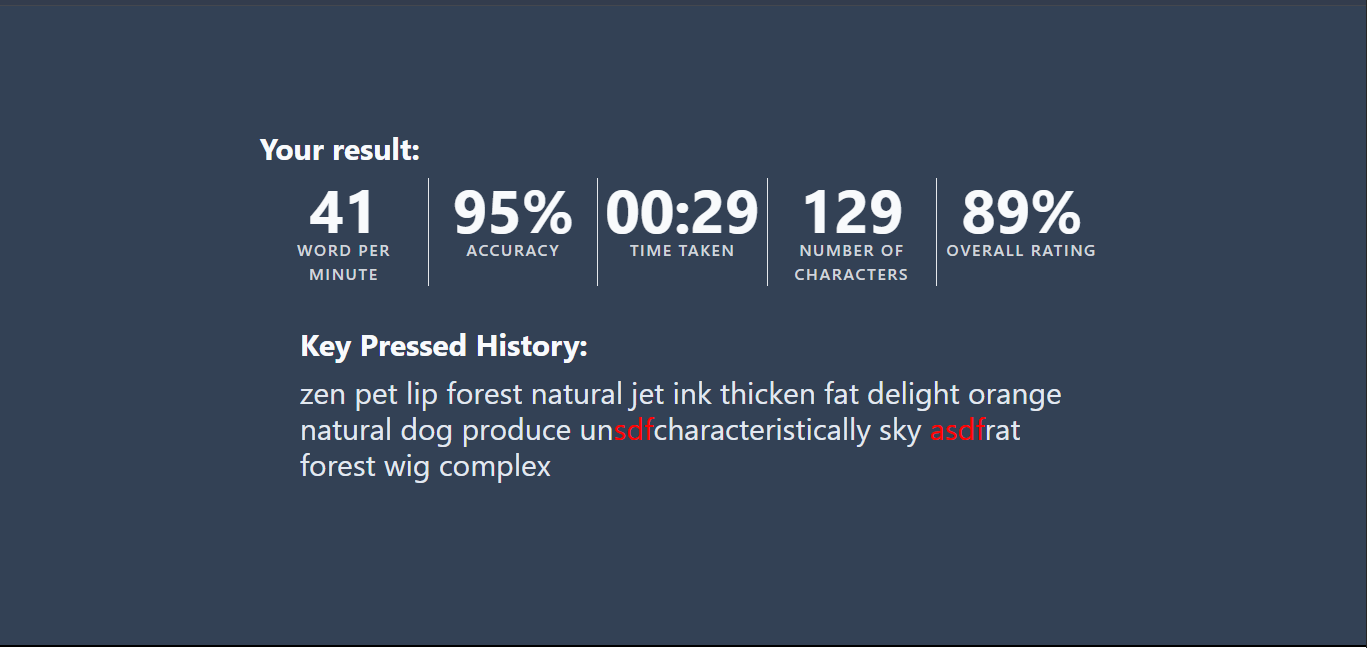 Your result:
41
WORD PER
MINUTE
95%
ACCURACY
00:29
TIME TAKEN
129
NUMBER OF
CHARACTERS
89%
OVERALL RATING
Key Pressed History:
zen pet lip forest natural jet ink thicken fat delight orange
natural dog produce unsdfcharacteristically sky asdfrat
forest wig complex